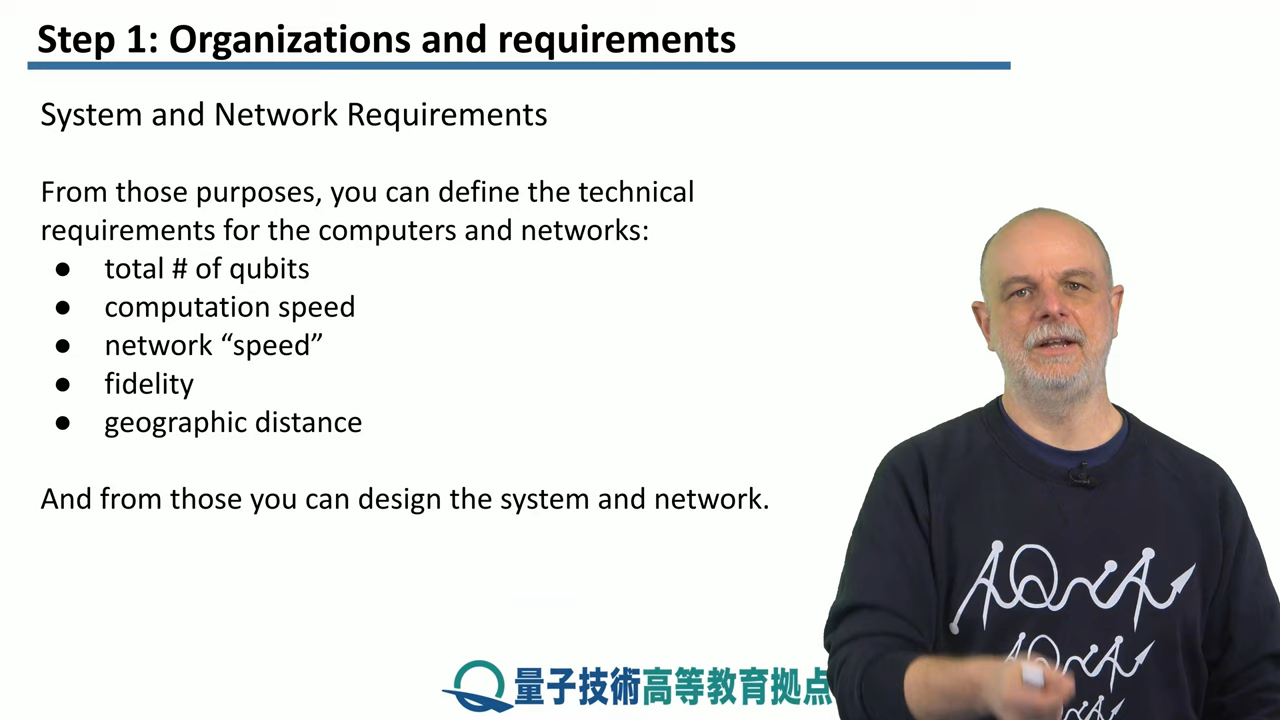 Step 1: Organizations and requirements
System and Network Requirements
From those purposes, you can define the technical
requirements for the computers and networks:
● total # of qubits
● computation speed
● network “speed”
● fidelity
● geographic distance
And from those you can design the system and network.
AQUA
AQUA
量子技術高等教育拠点